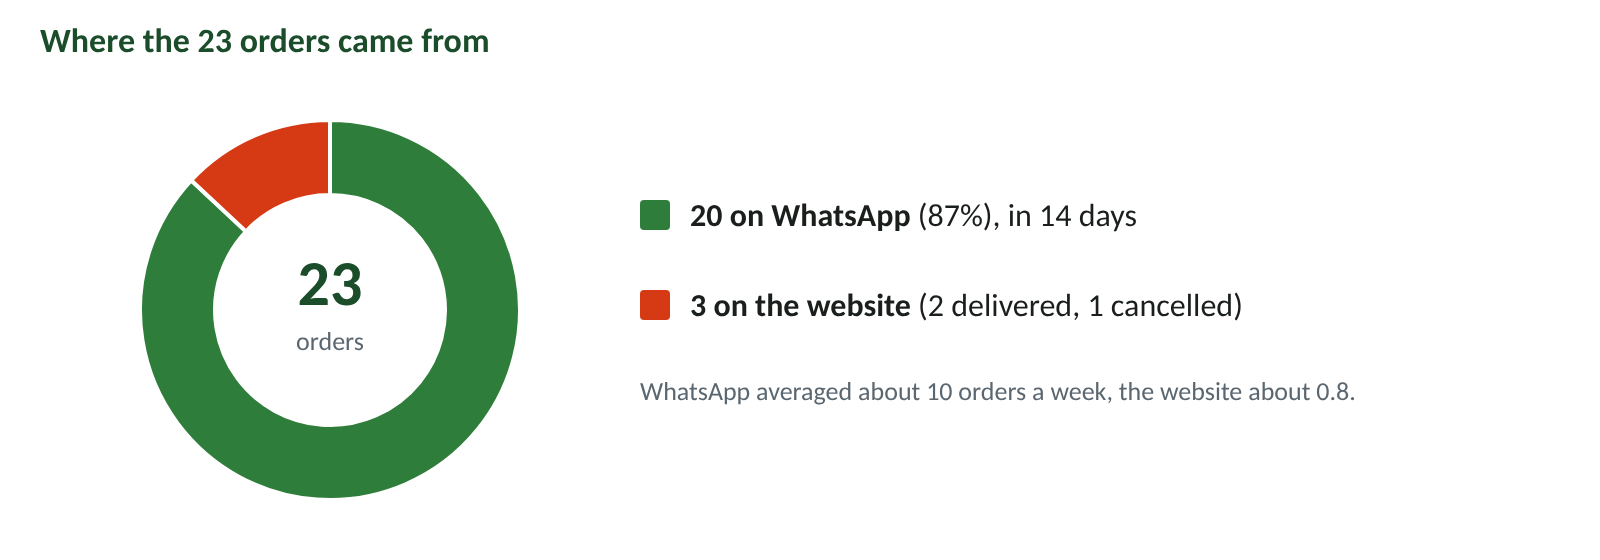 Where the 23 orders came from
23
orders
20 on WhatsApp (87%), in 14 days
3 on the website (2 delivered, 1 cancelled)
WhatsApp averaged about 10 orders a week, the website about 0.8.